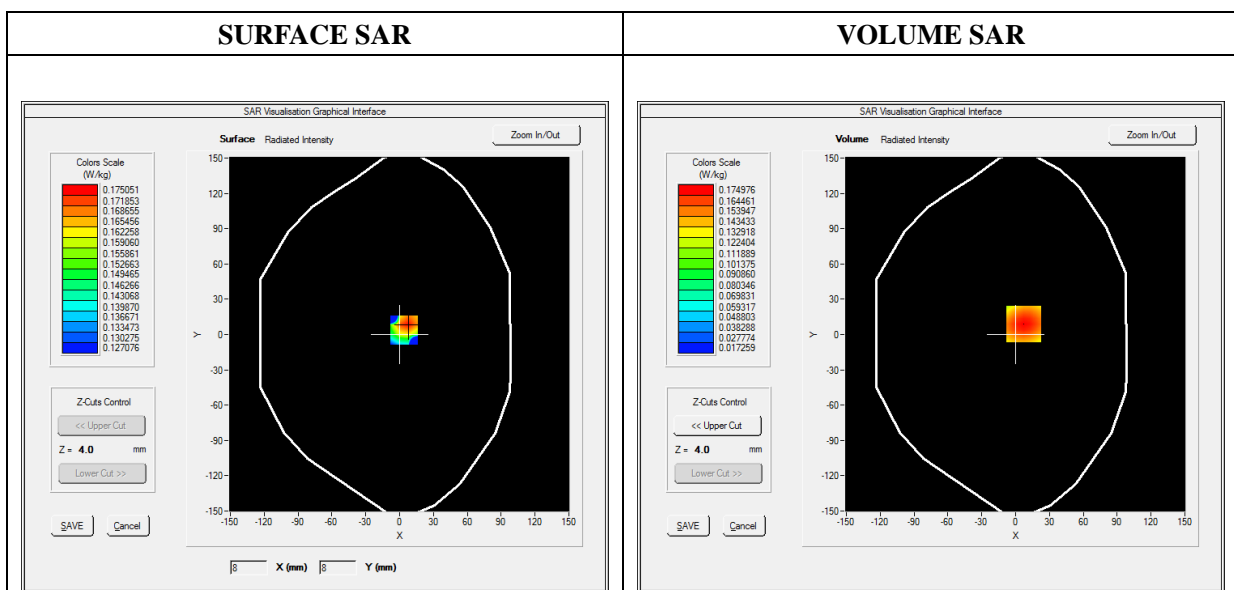 SURFACE SAR
VOLUME SAR
SAR Visualisation Graphical Interface
Surface Radiated Intensity
Zoom In/Out
Colors Scale
(W/kg)
0.175051
0.171853
0.168655
0.165456
0.162258
0.159060
0.155861
0.152663
0.149465
0.146266
0.143068
0.139870
0.136671
0.133473
0.130275
0.127076
Z-Cuts Control
<< Upper Cut
Z = 4.0 mm
Lower Cut >>
SAVE
Cancel
150
120
90
60
30
0
-30
-60
-90
-120
-150
Y
-150 -120 -90 -60 -30 0 30 60 90 120 150
X
8 X (mm) 8 Y (mm)
SAR Visualisation Graphical Interface
Volume Radiated Intensity
Zoom In/Out
Colors Scale
(W/kg)
0.174976
0.164461
0.153947
0.143433
0.132918
0.122404
0.111889
0.101375
0.090860
0.080346
0.069831
0.059317
0.048803
0.038288
0.027774
0.017259
Z-Cuts Control
<< Upper Cut
Z = 4.0 mm
Lower Cut >>
SAVE
Cancel
150
120
90
60
30
0
-30
-60
-90
-120
-150
Y
-150 -120 -90 -60 -30 0 30 60 90 120 150
X